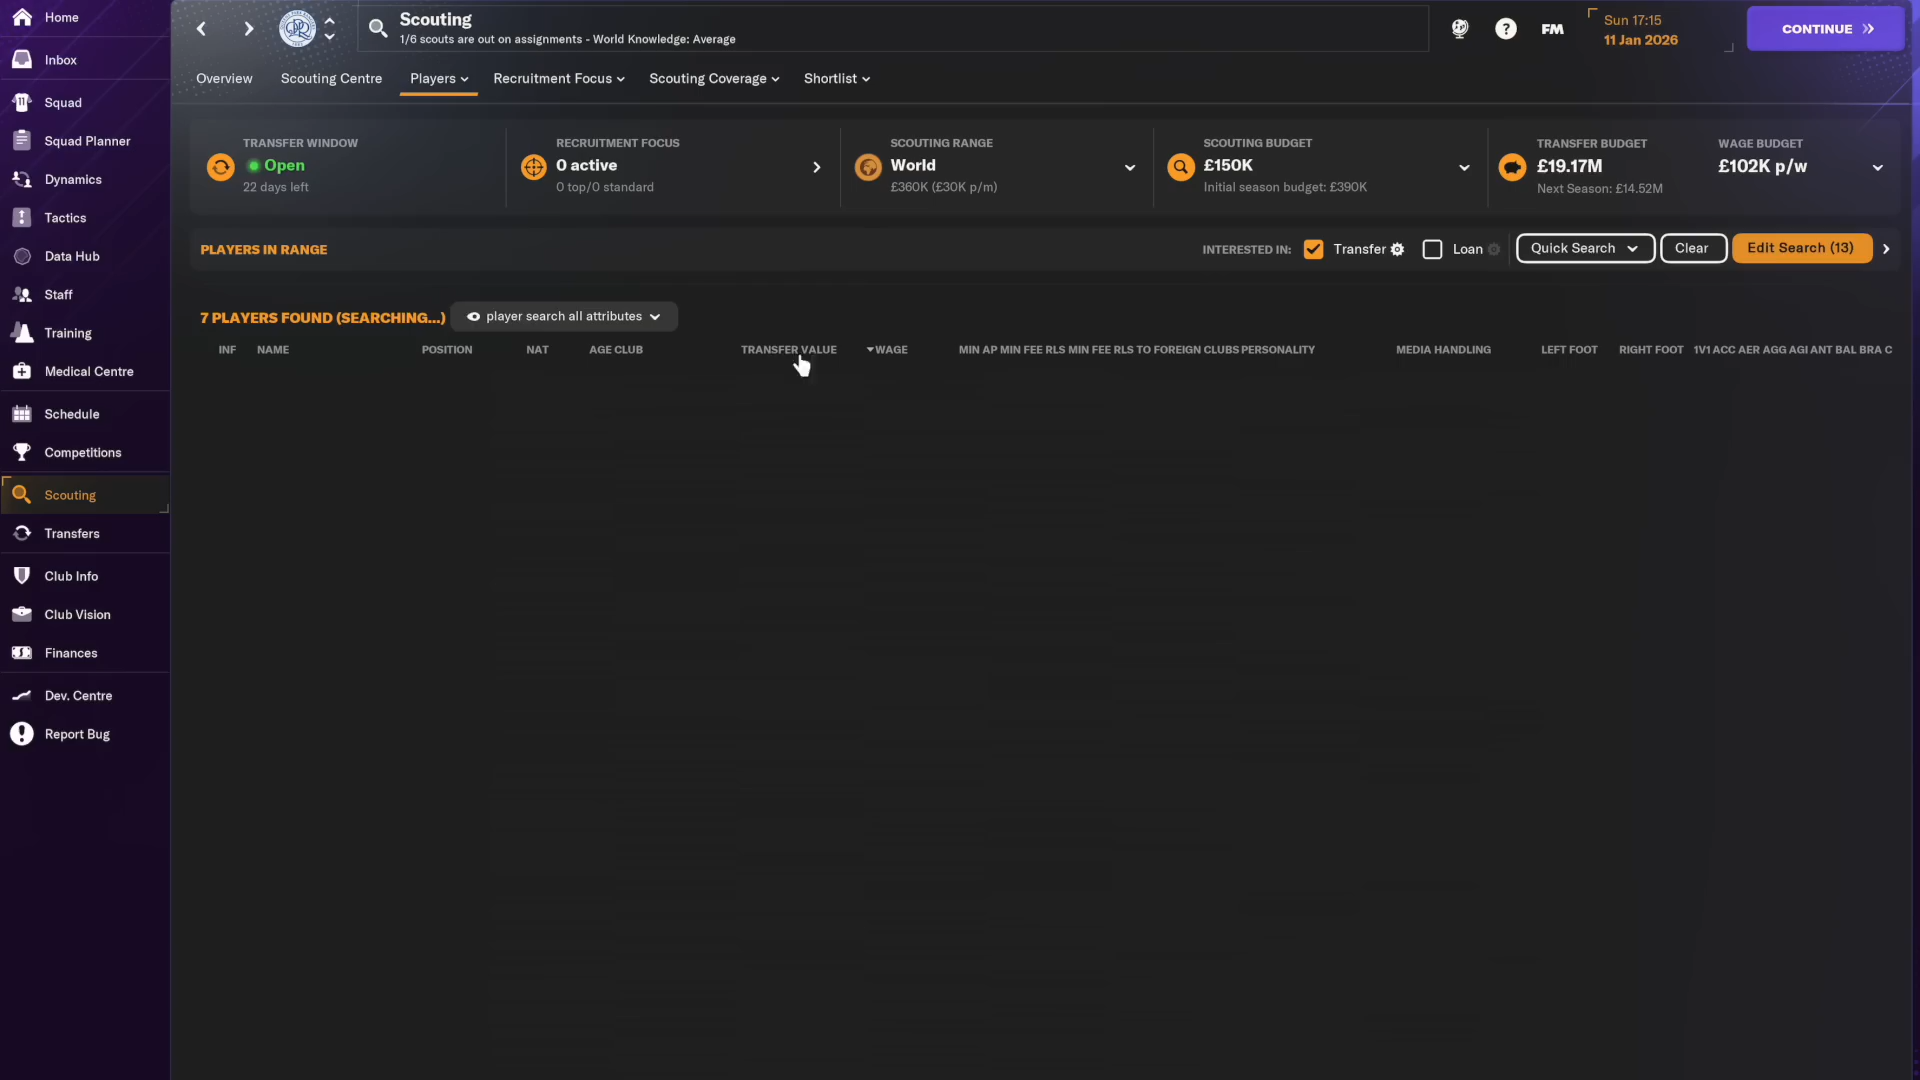 Home
Inbox
Squad
Squad Planner
Dynamics
Tactics
Data Hub
Staff
Training
Medical Centre
Schedule
Competitions
Scouting
Transfers
Club Info
Club Vision
Finances
Dev. Centre
Report Bug
Scouting
1/6 scouts are out on assignments - World Knowledge: Average
FM
Sun 17:15
11 Jan 2026
CONTINUE
Overview
Scouting Centre
Players
Recruitment Focus
Scouting Coverage
Shortlist
TRANSFER WINDOW
Open
22 days left
RECRUITMENT FOCUS
0 active
0 top/0 standard
SCOUTING RANGE
World
£360K (£30K p/m)
SCOUTING BUDGET
£150K
Initial season budget: £390K
TRANSFER BUDGET
£19.17M
Next Season: £14.52M
WAGE BUDGET
£102K p/w
PLAYERS IN RANGE
INTERESTED IN: Transfer Loan
Quick Search
Clear
Edit Search (13)
7 PLAYERS FOUND (SEARCHING...)
player search all attributes
INF NAME POSITION NAT AGE CLUB TRANSFER VALUE WAGE MIN AP MIN FEE RLS MIN FEE RLS TO FOREIGN CLUBS PERSONALITY MEDIA HANDLING LEFT FOOT RIGHT FOOT 1V1 ACC AER AGG AGI ANT BAL BRA C